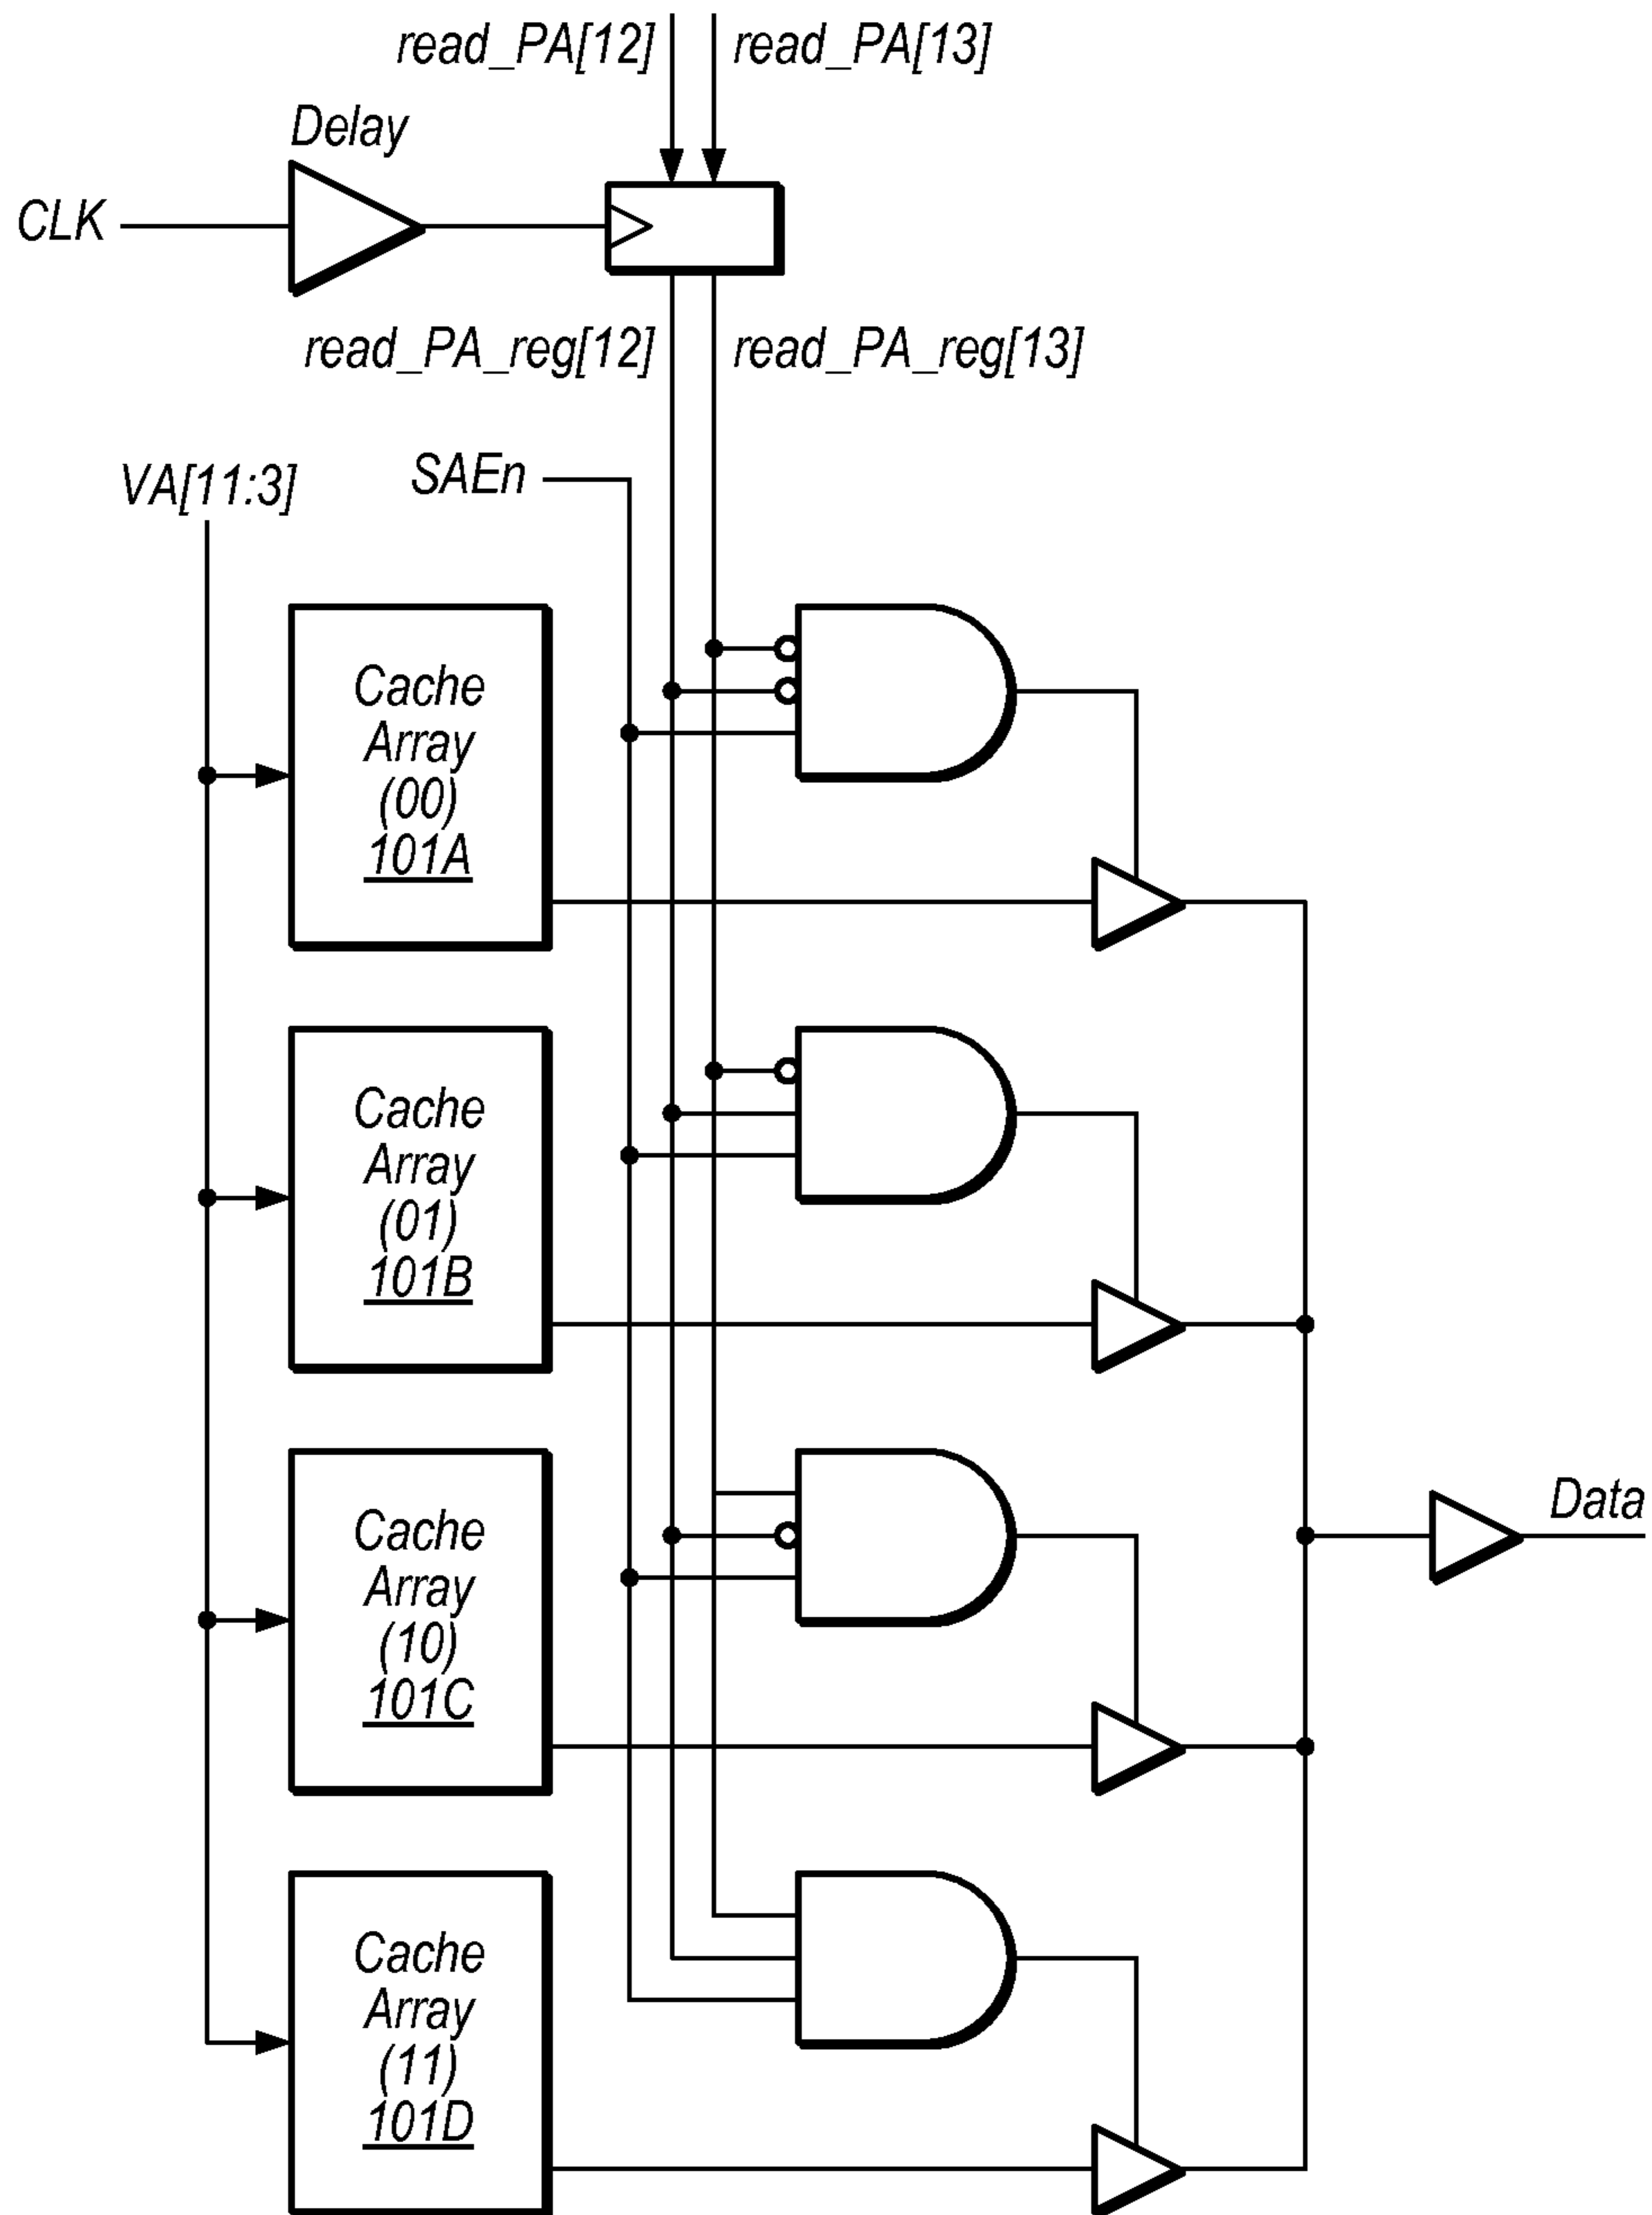 read_PA[12]
read_PA[13]
Delay
CLK
read_PA_reg[12]
read_PA_reg[13]
VA[11:3]
SAEn
Cache
Array
(00)
101A
Cache
Array
(01)
101B
Cache
Array
(10)
101C
Data
Cache
Array
(11)
101D